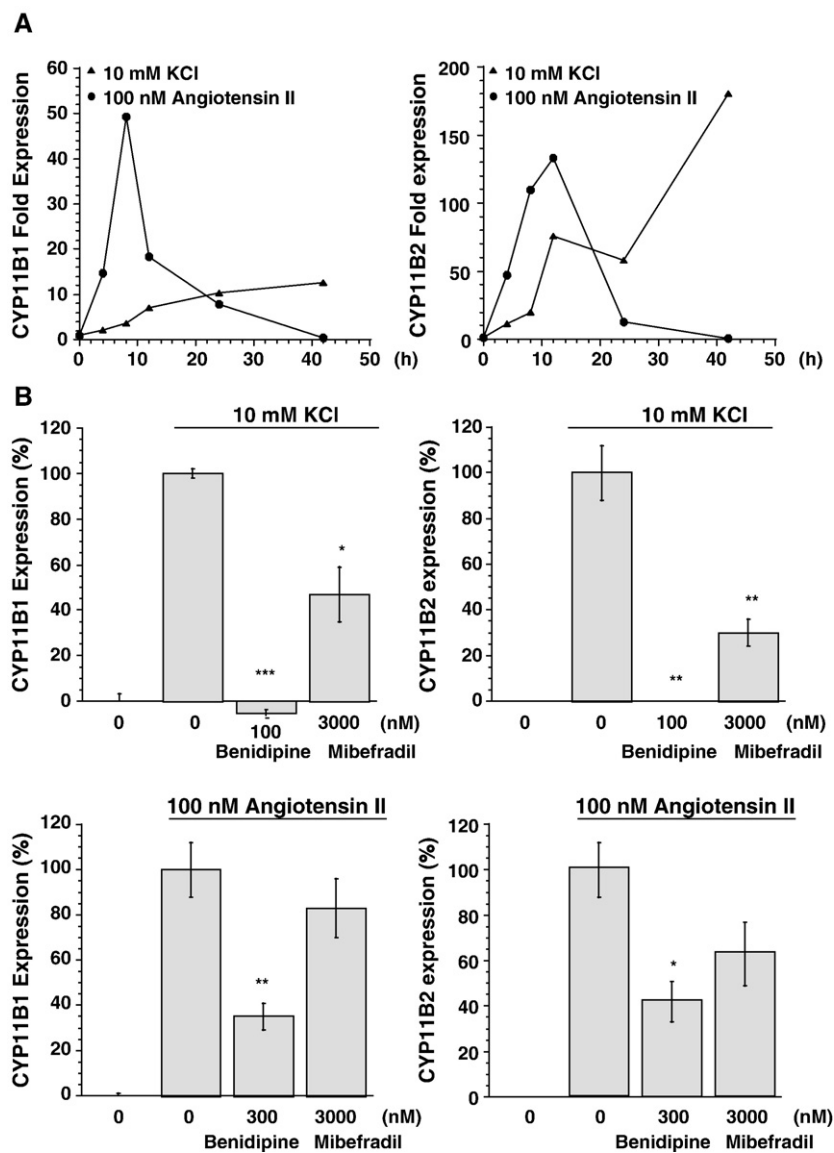 A
CYP11B1 Fold Expression
60
50
40
30
20
10
0
▲ 10 mM KCl
● 100 nM Angiotensin II
0 10 20 30 40 50 (h)
CYP11B2 Fold expression
200
150
100
50
0
▲ 10 mM KCl
● 100 nM Angiotensin II
0 10 20 30 40 50 (h)
B
10 mM KCl
CYP11B1 Expression (%)
120
100
80
60
40
20
0
***
*
0 0 100 3000 (nM)
Benidipine Mibefradil
10 mM KCl
CYP11B2 expression (%)
120
100
80
60
40
20
0
**
**
0 0 100 3000 (nM)
Benidipine Mibefradil
100 nM Angiotensin II
CYP11B1 Expression (%)
120
100
80
60
40
20
0
**
0 0 300 3000 (nM)
Benidipine Mibefradil
100 nM Angiotensin II
CYP11B2 expression (%)
120
100
80
60
40
20
0
*
0 0 300 3000 (nM)
Benidipine Mibefradil